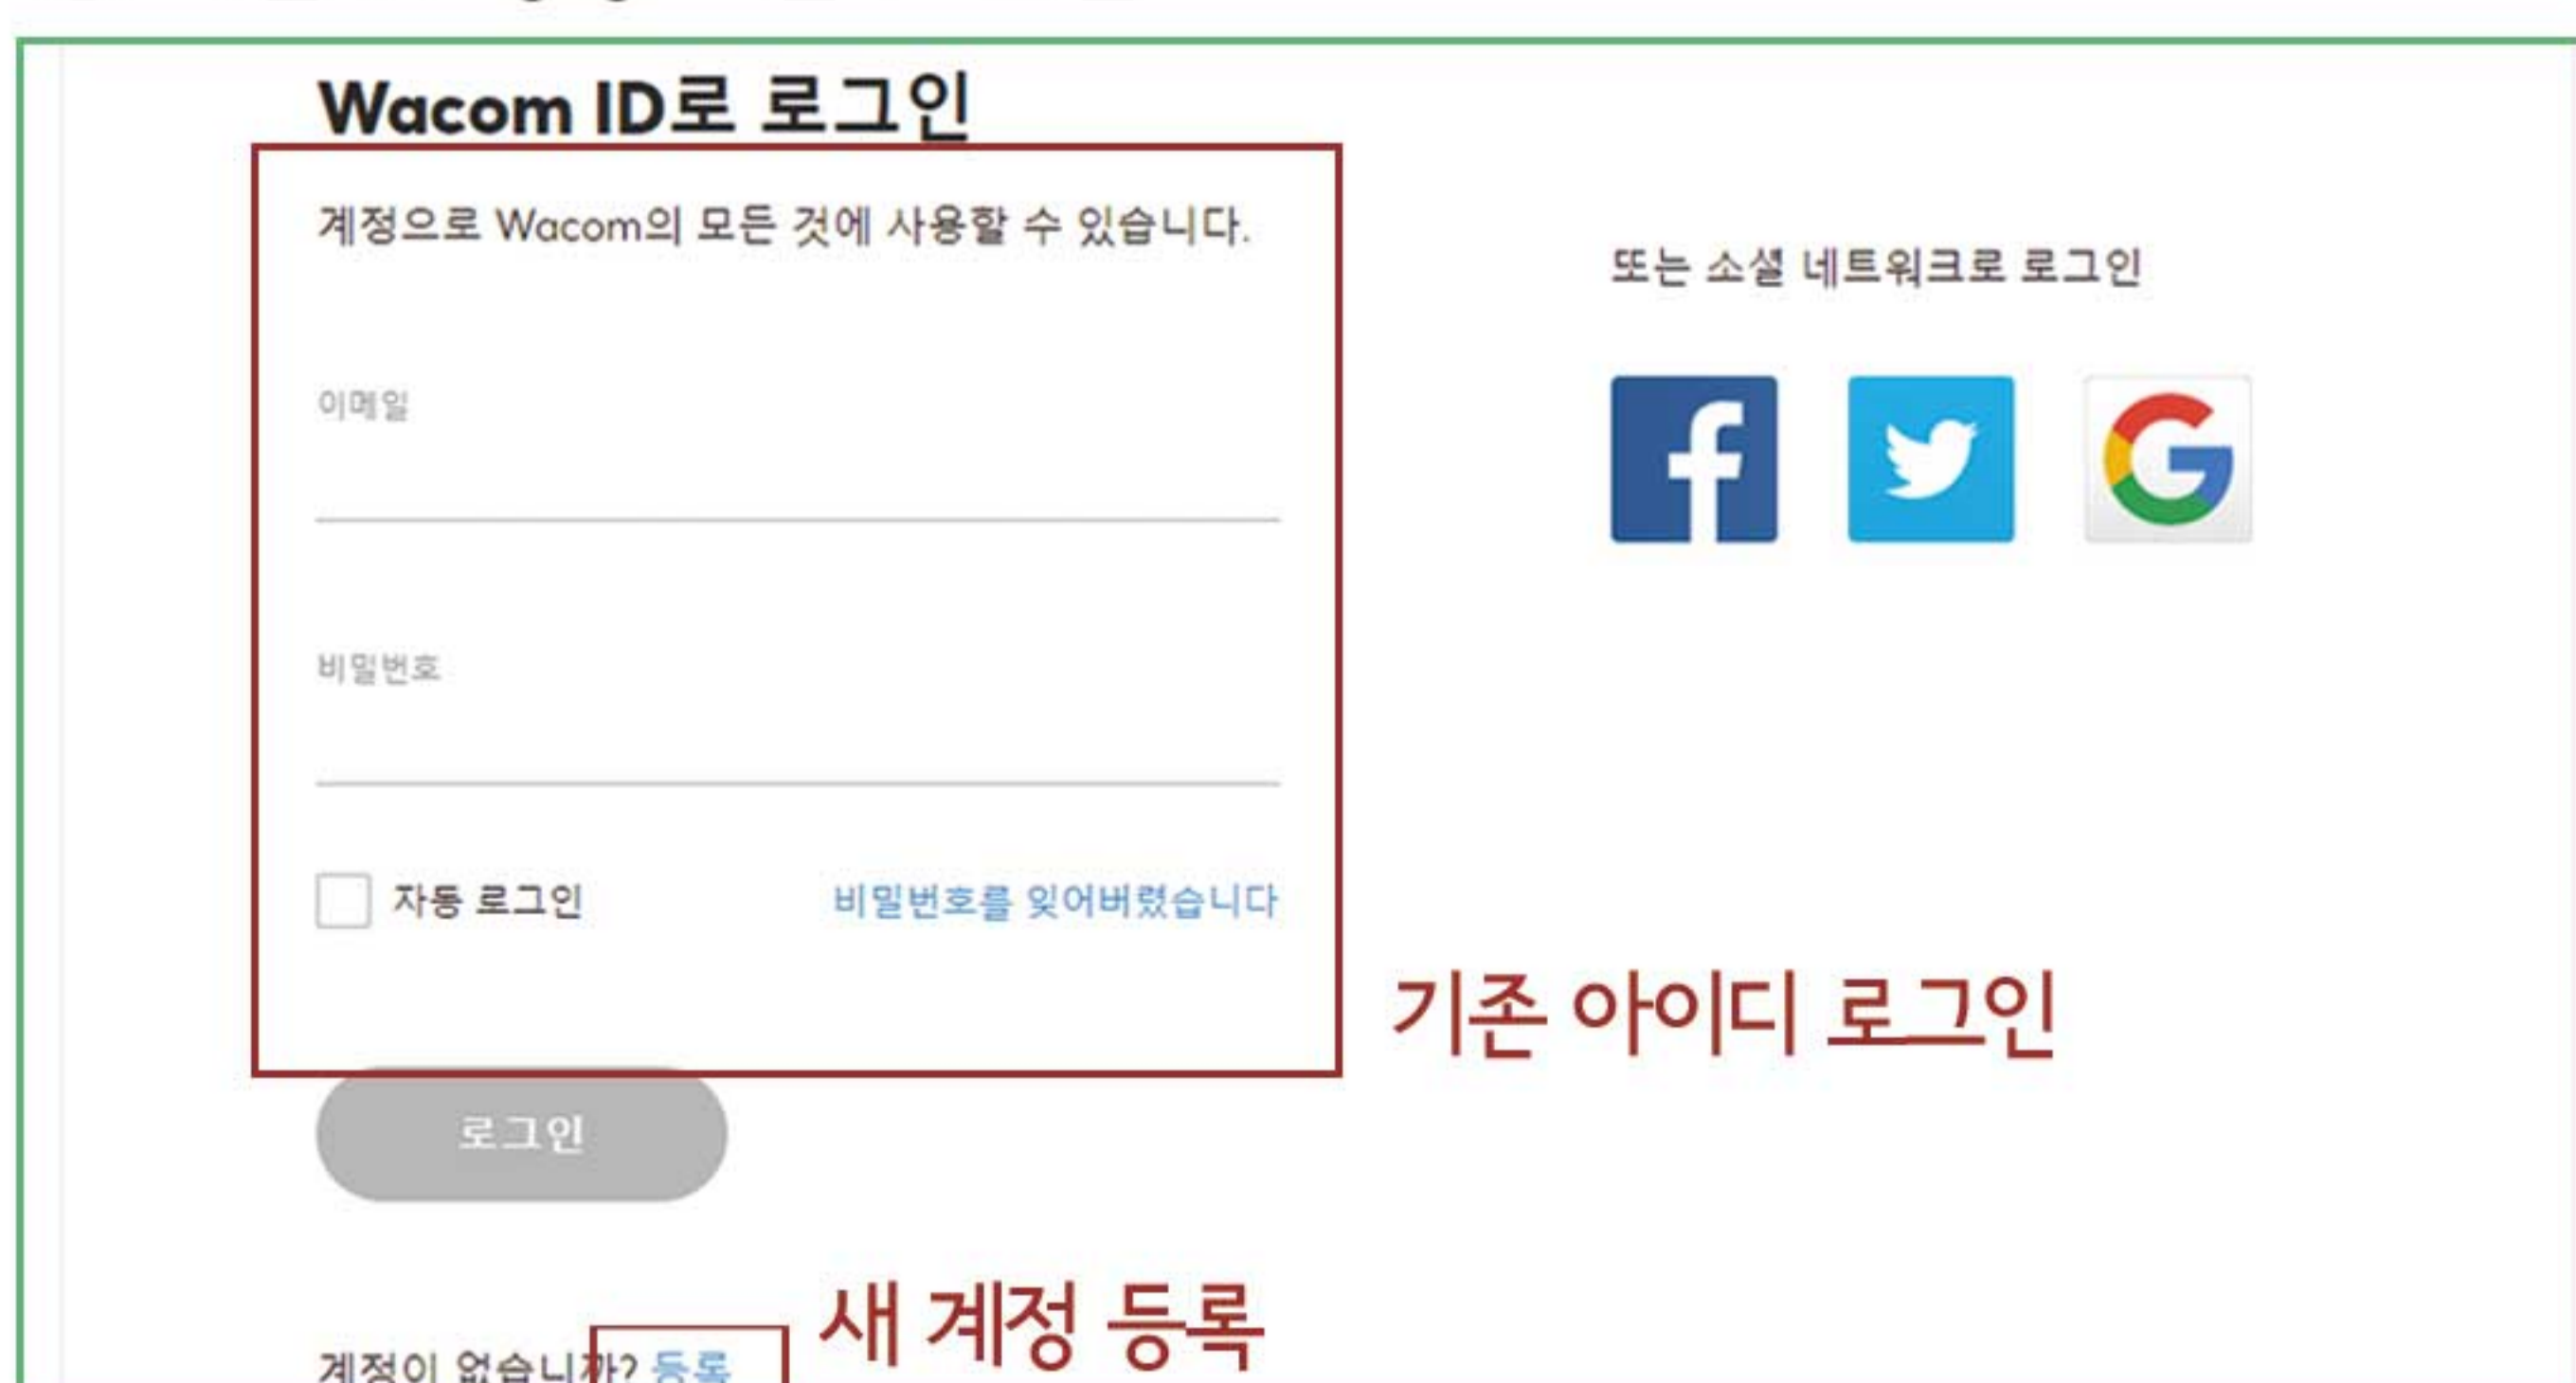 Wacom ID로 로그인
계정으로 Wacom의 모든 것에 사용할 수 있습니다.
이메일
비밀번호
자동 로그인 비밀번호를 잊어버렸습니다
로그인
계정이 없습니까? 등록
또는 소셜 네트워크로 로그인
기존 아이디 로그인
새 계정 등록